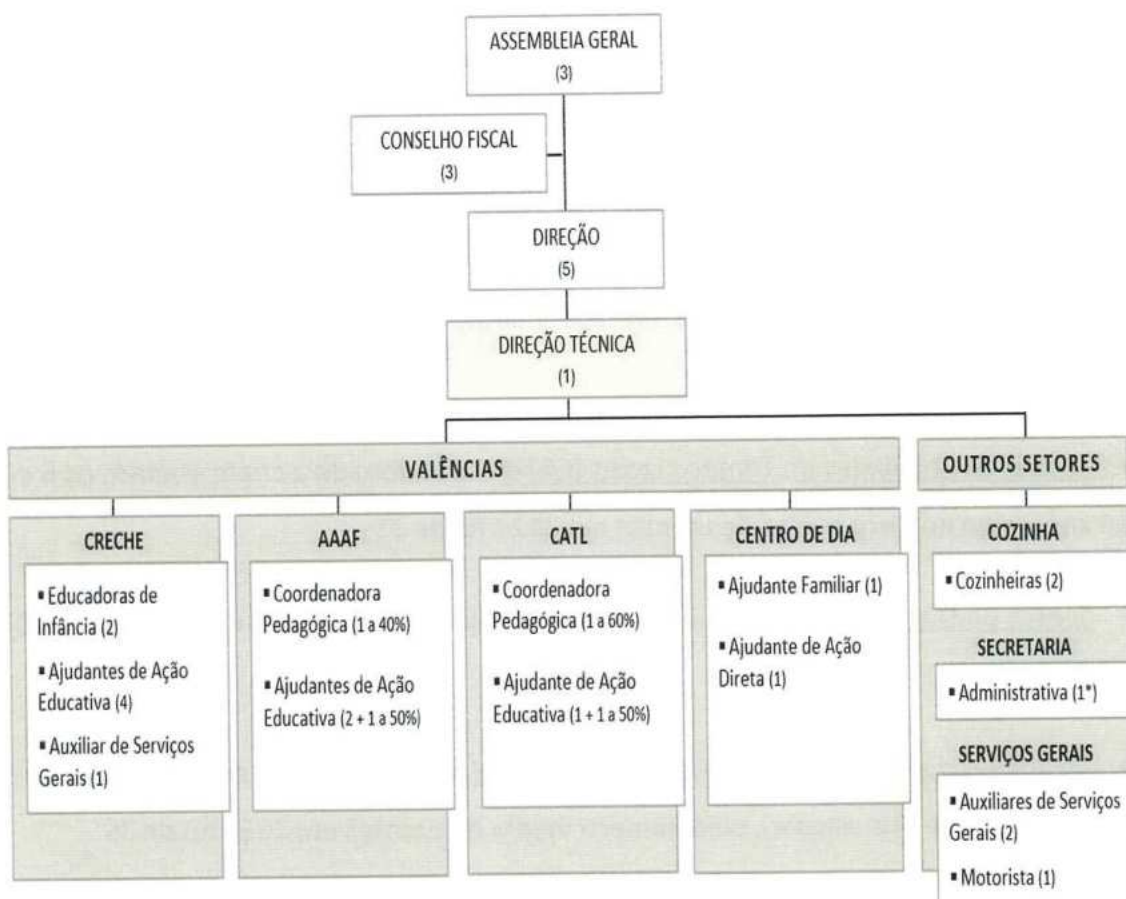 ASSEMBLEIA GERAL
(3)
CONSELHO FISCAL
(3)
DIREÇÃO
(5)
DIREÇÃO TÉCNICA
(1)
VALÊNCIAS
OUTROS SETORES
CRECHE
▪ Educadoras de
Infância (2)
▪ Ajudantes de Ação
Educativa (4)
▪ Auxiliar de Serviços
Gerais (1)
AAAF
▪ Coordenadora
Pedagógica (1 a 40%)
▪ Ajudantes de Ação
Educativa (2 + 1 a 50%)
CATL
▪ Coordenadora
Pedagógica (1 a 60%)
▪ Ajudante de Ação
Educativa (1 + 1 a 50%)
CENTRO DE DIA
▪ Ajudante Familiar (1)
▪ Ajudante de Ação
Direta (1)
COZINHA
▪ Cozinheiras (2)
SECRETARIA
▪ Administrativa (1*)
SERVIÇOS GERAIS
▪ Auxiliares de Serviços
Gerais (2)
▪ Motorista (1)